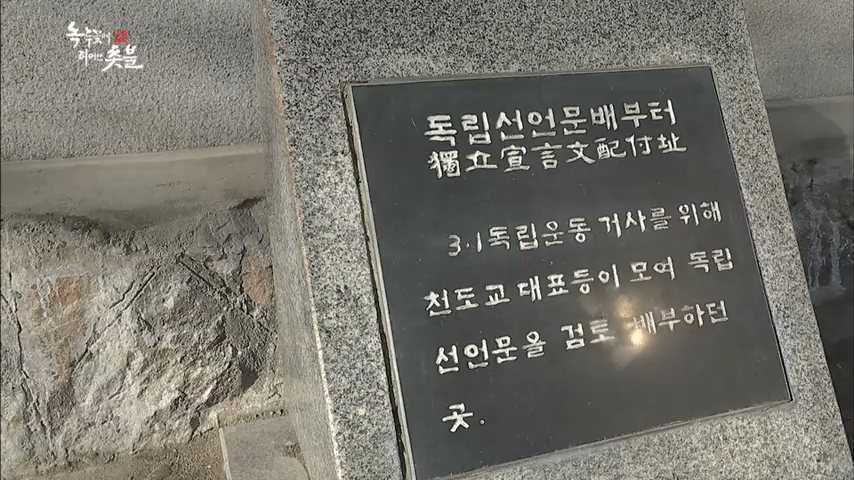 촛불
독립선언문배부터
獨立宣言文配付址
3·1독립운동 거사를 위해
천도교 대표등이 모여 독립
선언문을 검토 배부하던
곳.